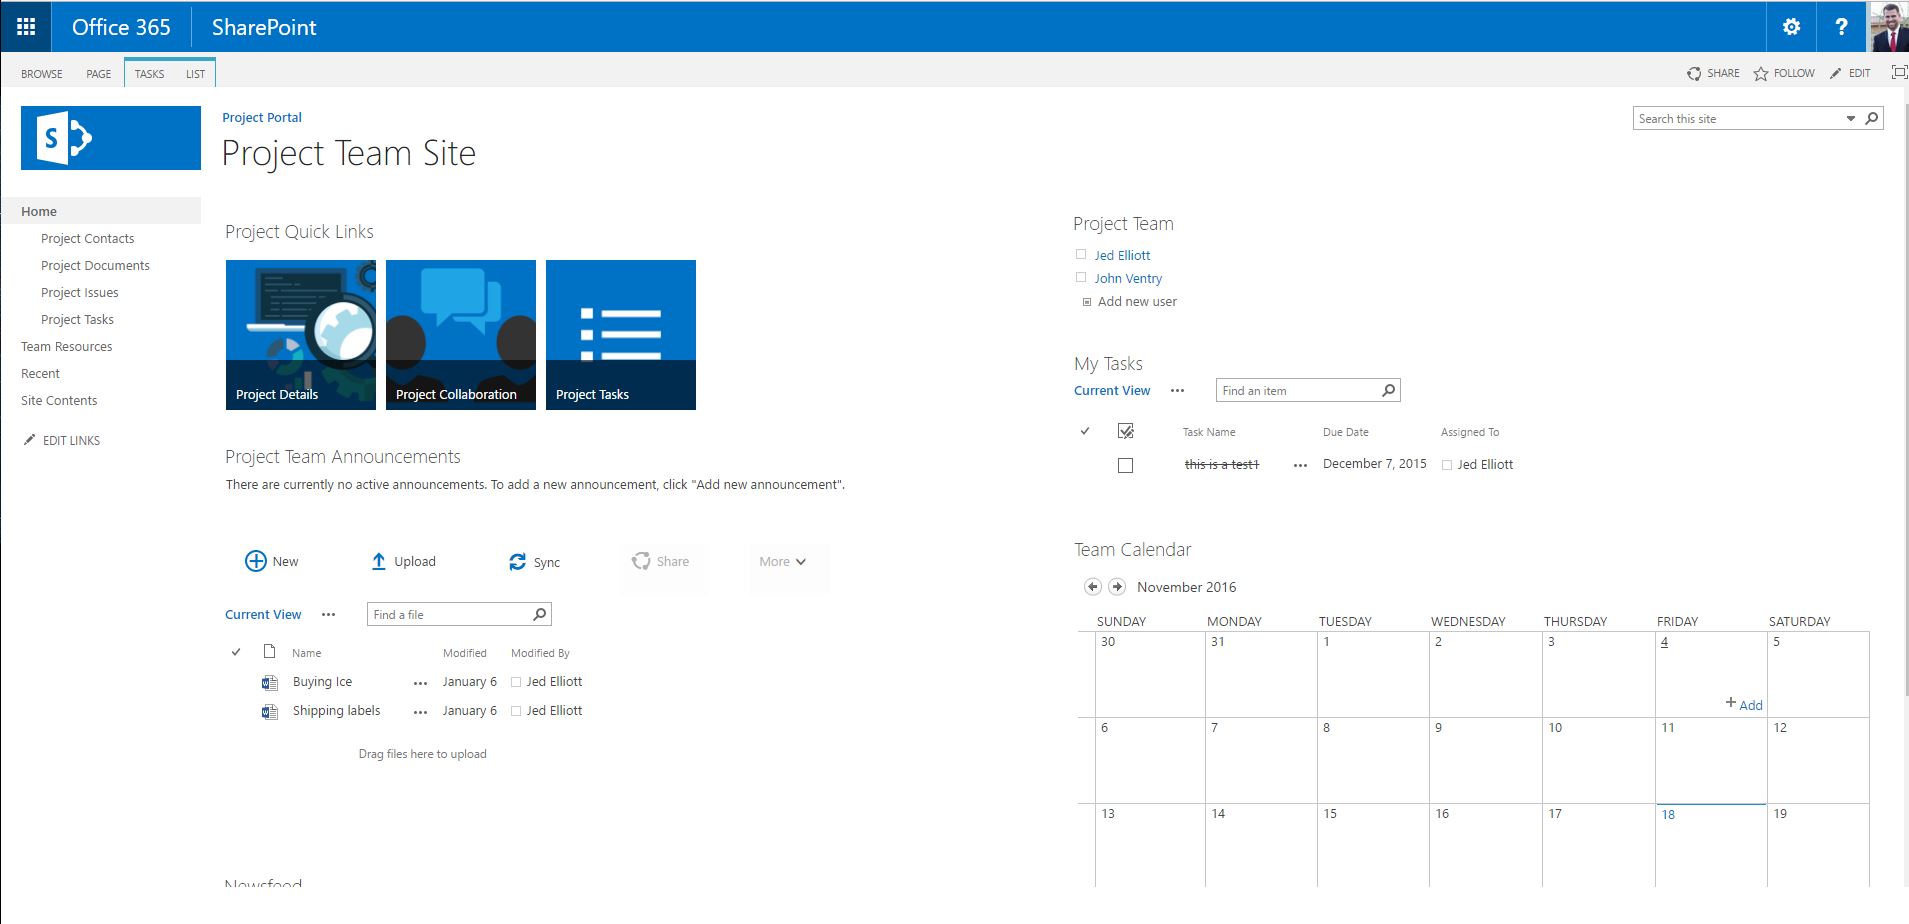 Office 365 SharePoint ?
BROWSE PAGE TASKS LIST SHARE FOLLOW EDIT
S
Project Portal
Project Team Site
Search this site
Home
Project Contacts
Project Documents
Project Issues
Project Tasks
Team Resources
Recent
Site Contents
EDIT LINKS
Project Quick Links
Project Details Project Collaboration Project Tasks
Project Team Announcements
There are currently no active announcements. To add a new announcement, click "Add new announcement".
New Upload Sync Share More
Current View ••• Find a file
Name Modified Modified By
Buying Ice ••• January 6 Jed Elliott
Shipping labels ••• January 6 Jed Elliott
Drag files here to upload
Newsfeed
Project Team
Jed Elliott
John Ventry
Add new user
My Tasks
Current View ••• Find an item
Task Name Due Date Assigned To
this is a test1 ••• December 7, 2015 Jed Elliott
Team Calendar
November 2016
SUNDAY MONDAY TUESDAY WEDNESDAY THURSDAY FRIDAY SATURDAY
30 31 1 2 3 4 5
+ Add
6 7 8 9 10 11 12
13 14 15 16 17 18 19